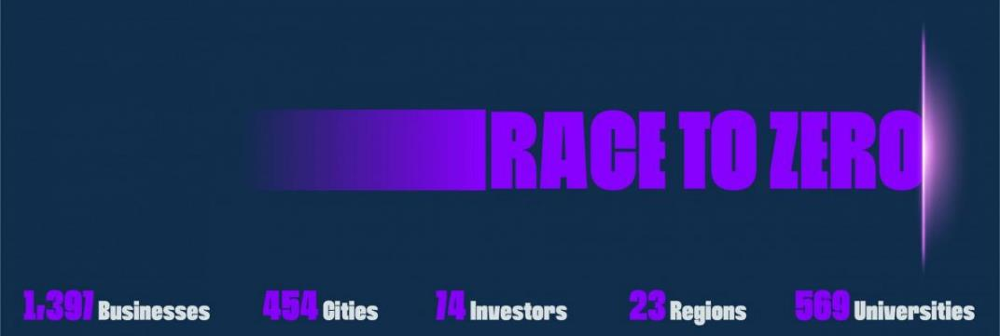 RACE TO ZERO
1,397 Businesses 454 Cities 74 Investors 23 Regions 569 Universities